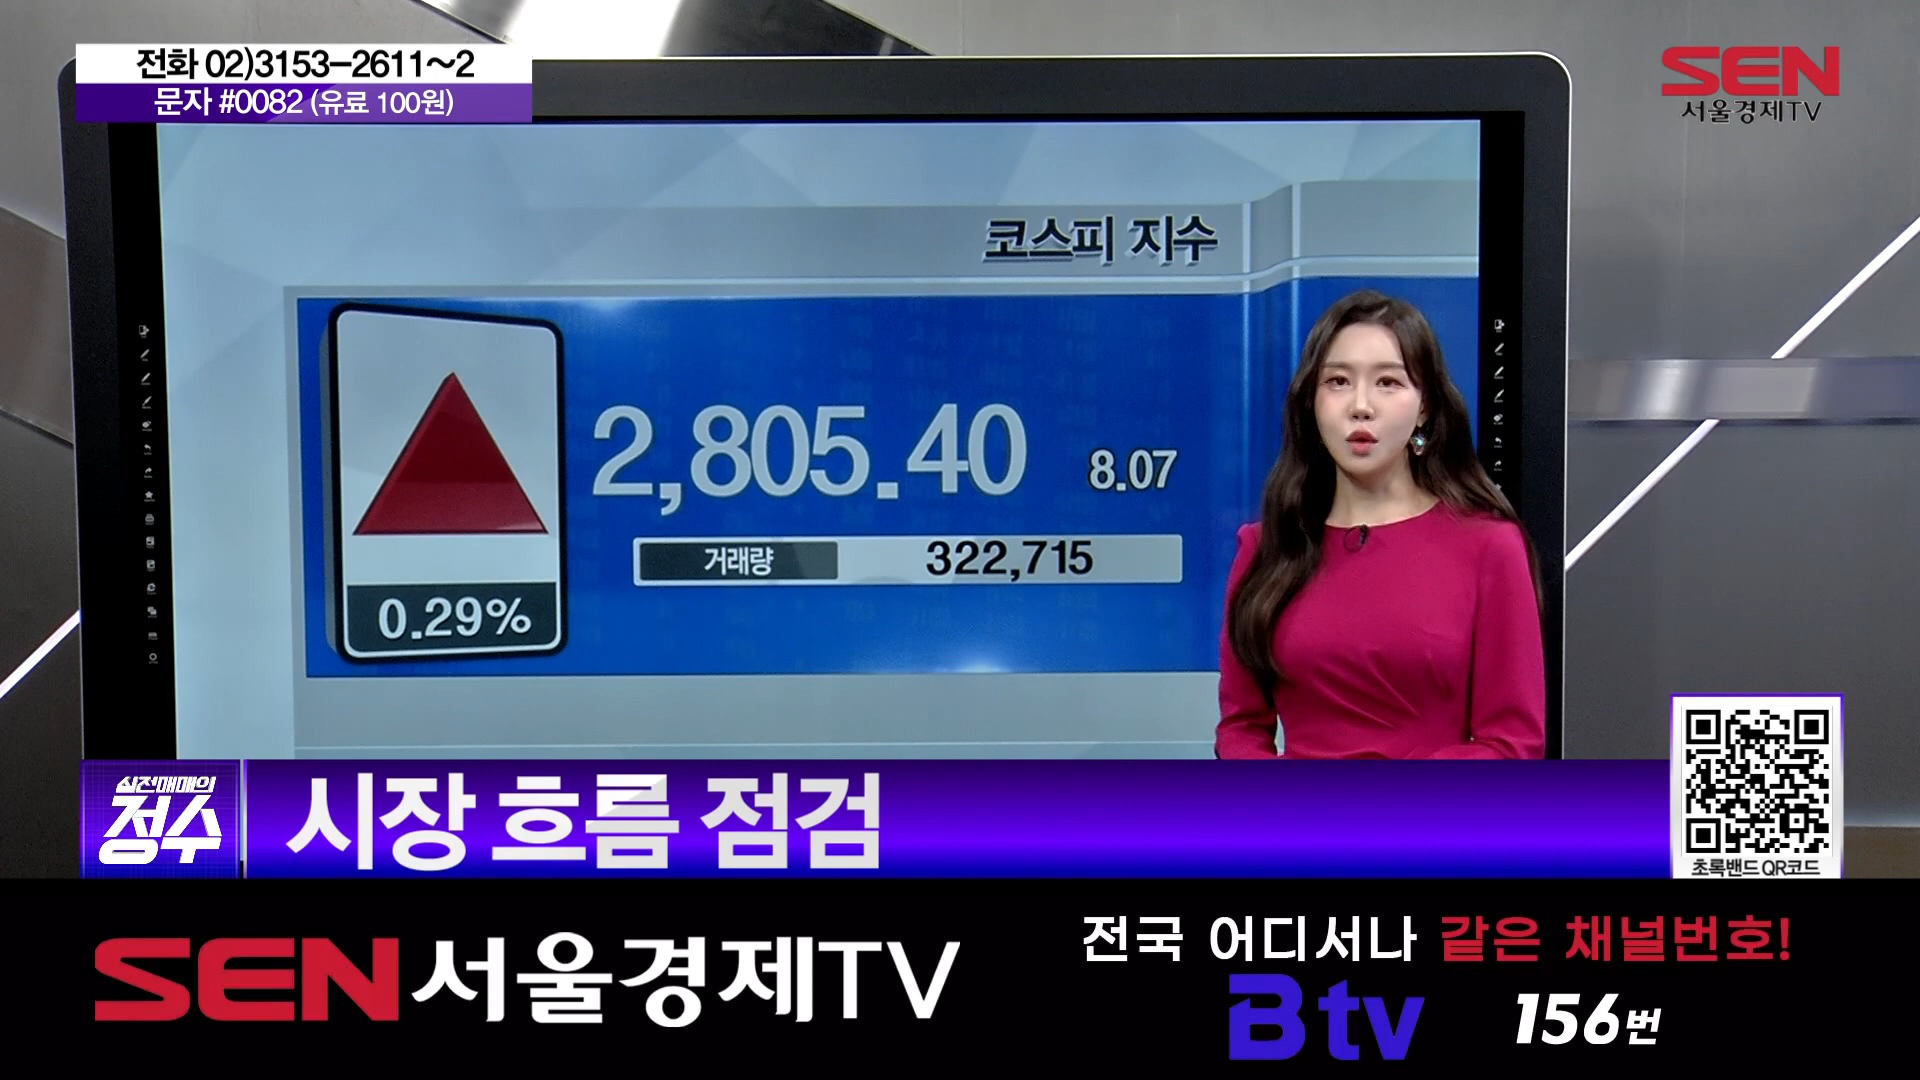 전화 02)3153-2611~2
문자 #0082 (유료 100원)
SEN
서울경제TV
코스피 지수
2,805.40
8.07
거래량
322,715
0.29%
실전매매의
정수
시장 흐름 점검
초록밴드 QR코드
SEN 서울경제TV
전국 어디서나 같은 채널번호!
B tv
156번